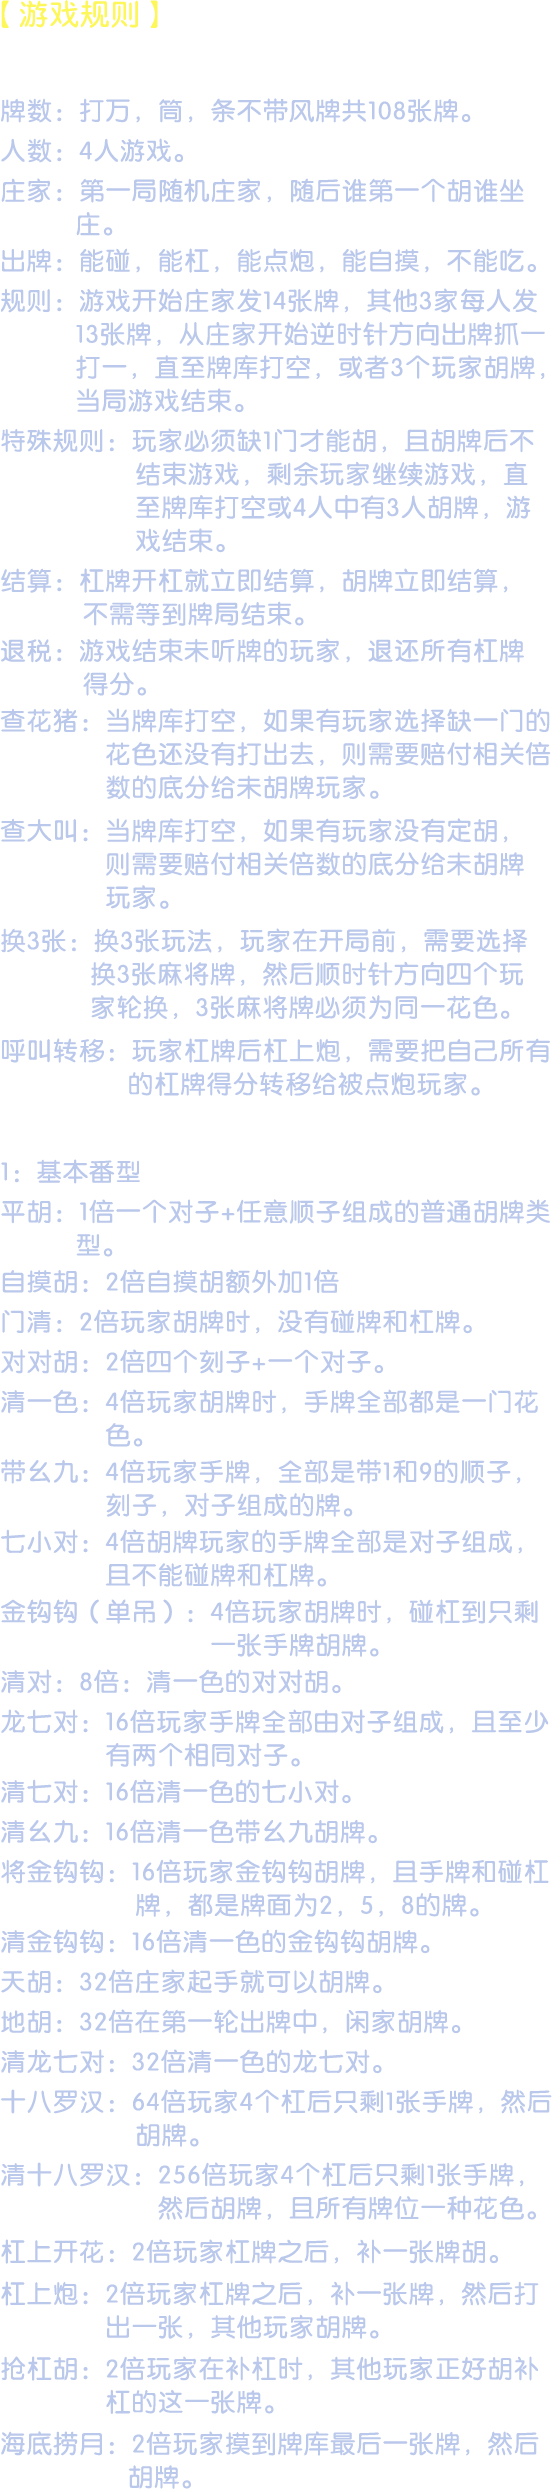 【游戏规则】
牌数：打万，筒，条不带风牌共108张牌。
人数：4人游戏。
庄家：第一局随机庄家，随后谁第一个胡谁坐
庄。
出牌：能碰，能杠，能点炮，能自摸，不能吃。
规则：游戏开始庄家发14张牌，其他3家每人发
13张牌，从庄家开始逆时针方向出牌抓一
打一，直至牌库打空，或者3个玩家胡牌，
当局游戏结束。
特殊规则：玩家必须缺1门才能胡，且胡牌后不
结束游戏，剩余玩家继续游戏，直
至牌库打空或4人中有3人胡牌，游
戏结束。
结算：杠牌开杠就立即结算，胡牌立即结算，
不需等到牌局结束。
退税：游戏结束未听牌的玩家，退还所有杠牌
得分。
查花猪：当牌库打空，如果有玩家选择缺一门的
花色还没有打出去，则需要赔付相关倍
数的底分给未胡牌玩家。
查大叫：当牌库打空，如果有玩家没有定胡，
则需要赔付相关倍数的底分给未胡牌
玩家。
换3张：换3张玩法，玩家在开局前，需要选择
换3张麻将牌，然后顺时针方向四个玩
家轮换，3张麻将牌必须为同一花色。
呼叫转移：玩家杠牌后杠上炮，需要把自己所有
的杠牌得分转移给被点炮玩家。
1：基本番型
平胡：1倍一个对子+任意顺子组成的普通胡牌类
型。
自摸胡：2倍自摸胡额外加1倍
门清：2倍玩家胡牌时，没有碰牌和杠牌。
对对胡：2倍四个刻子+一个对子。
清一色：4倍玩家胡牌时，手牌全部都是一门花
色。
带幺九：4倍玩家手牌，全部是带1和9的顺子，
刻子，对子组成的牌。
七小对：4倍胡牌玩家的手牌全部是对子组成，
且不能碰牌和杠牌。
金钩钩（单吊）：4倍玩家胡牌时，碰杠到只剩
一张手牌胡牌。
清对：8倍：清一色的对对胡。
龙七对：16倍玩家手牌全部由对子组成，且至少
有两个相同对子。
清七对：16倍清一色的七小对。
清幺九：16倍清一色带幺九胡牌。
将金钩钩：16倍玩家金钩钩胡牌，且手牌和碰杠
牌，都是牌面为2，5，8的牌。
清金钩钩：16倍清一色的金钩钩胡牌。
天胡：32倍庄家起手就可以胡牌。
地胡：32倍在第一轮出牌中，闲家胡牌。
清龙七对：32倍清一色的龙七对。
十八罗汉：64倍玩家4个杠后只剩1张手牌，然后
胡牌。
清十八罗汉：256倍玩家4个杠后只剩1张手牌，
然后胡牌，且所有牌位一种花色。
杠上开花：2倍玩家杠牌之后，补一张牌胡。
杠上炮：2倍玩家杠牌之后，补一张牌，然后打
出一张，其他玩家胡牌。
抢杠胡：2倍玩家在补杠时，其他玩家正好胡补
杠的这一张牌。
海底捞月：2倍玩家摸到牌库最后一张牌，然后
胡牌。